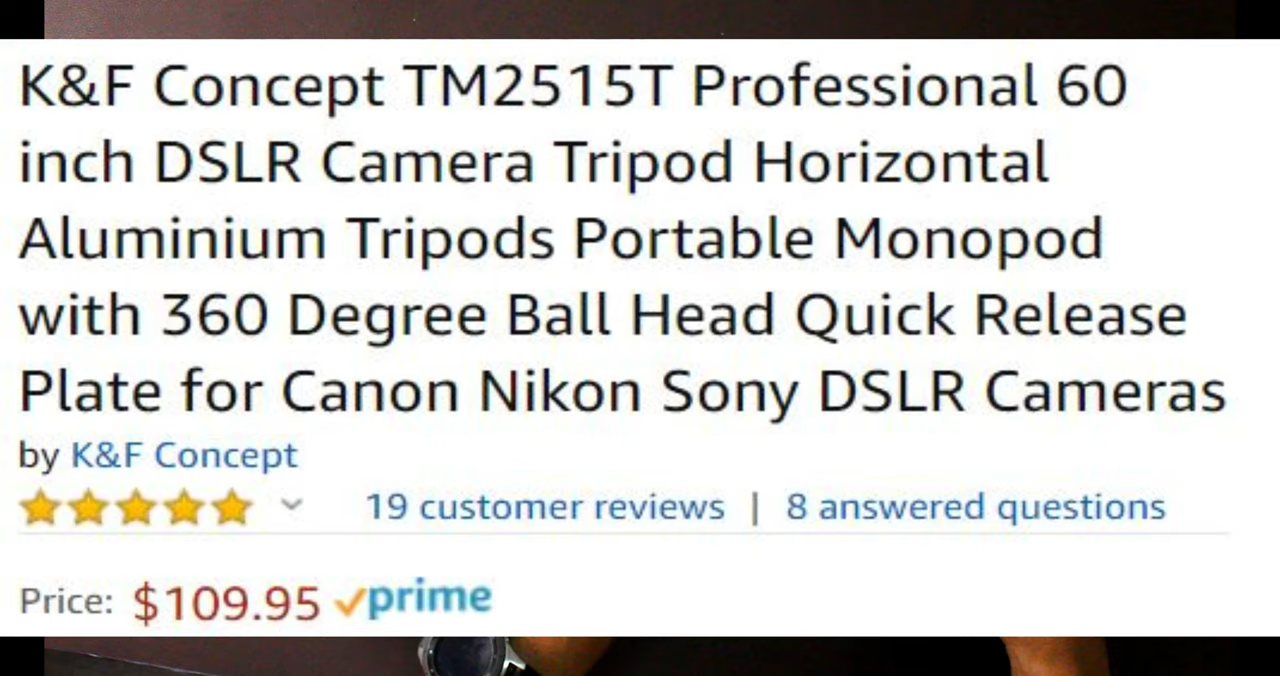 K&F Concept TM2515T Professional 60
inch DSLR Camera Tripod Horizontal
Aluminium Tripods Portable Monopod
with 360 Degree Ball Head Quick Release
Plate for Canon Nikon Sony DSLR Cameras
by K&F Concept
19 customer reviews | 8 answered questions
Price: $109.95 prime